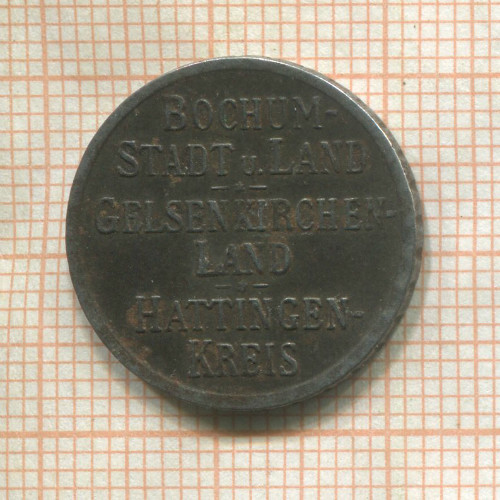 BOCHUM-
STADT u. LAND
GELSENKIRCHEN-
LAND
HATTINGEN-
KREIS